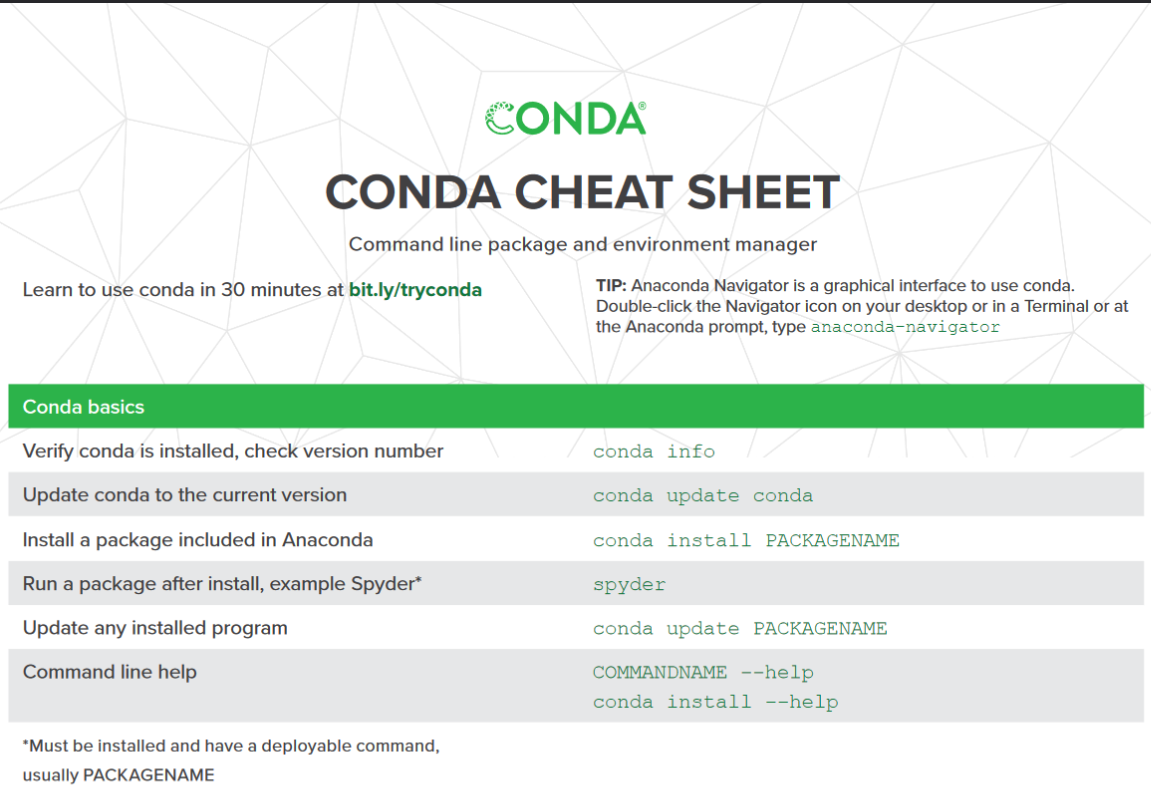 CONDA®
CONDA CHEAT SHEET
Command line package and environment manager
Learn to use conda in 30 minutes at bit.ly/tryconda
TIP: Anaconda Navigator is a graphical interface to use conda.
Double-click the Navigator icon on your desktop or in a Terminal or at
the Anaconda prompt, type anaconda-navigator
Conda basics
Verify conda is installed, check version number conda info
Update conda to the current version conda update conda
Install a package included in Anaconda conda install PACKAGENAME
Run a package after install, example Spyder* spyder
Update any installed program conda update PACKAGENAME
Command line help COMMANDNAME --help
conda install --help
*Must be installed and have a deployable command,
usually PACKAGENAME